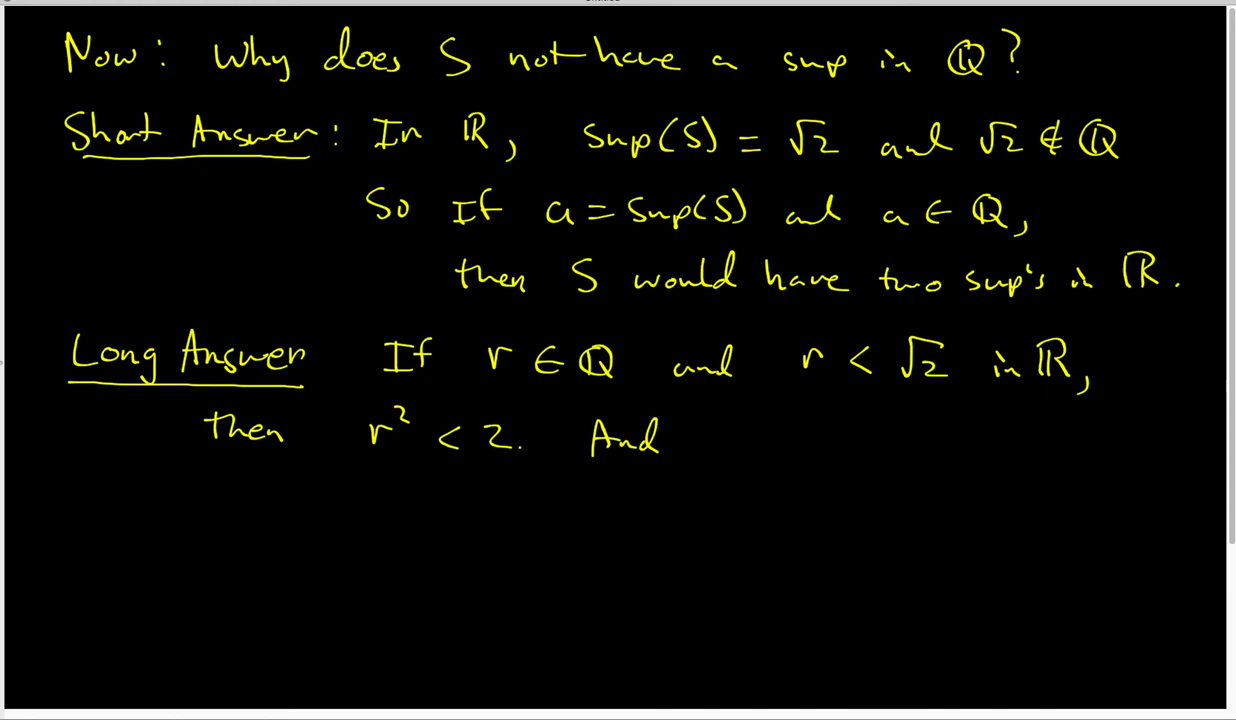 Now: Why does S not have a sup in ℚ?
Short Answer: In ℝ, sup(S) = √2 and √2 ∉ ℚ
So If a = sup(S) and a ∈ ℚ,
then S would have two sup's in ℝ.
Long Answer If r ∈ ℚ and r < √2 in ℝ,
then r² < 2. And